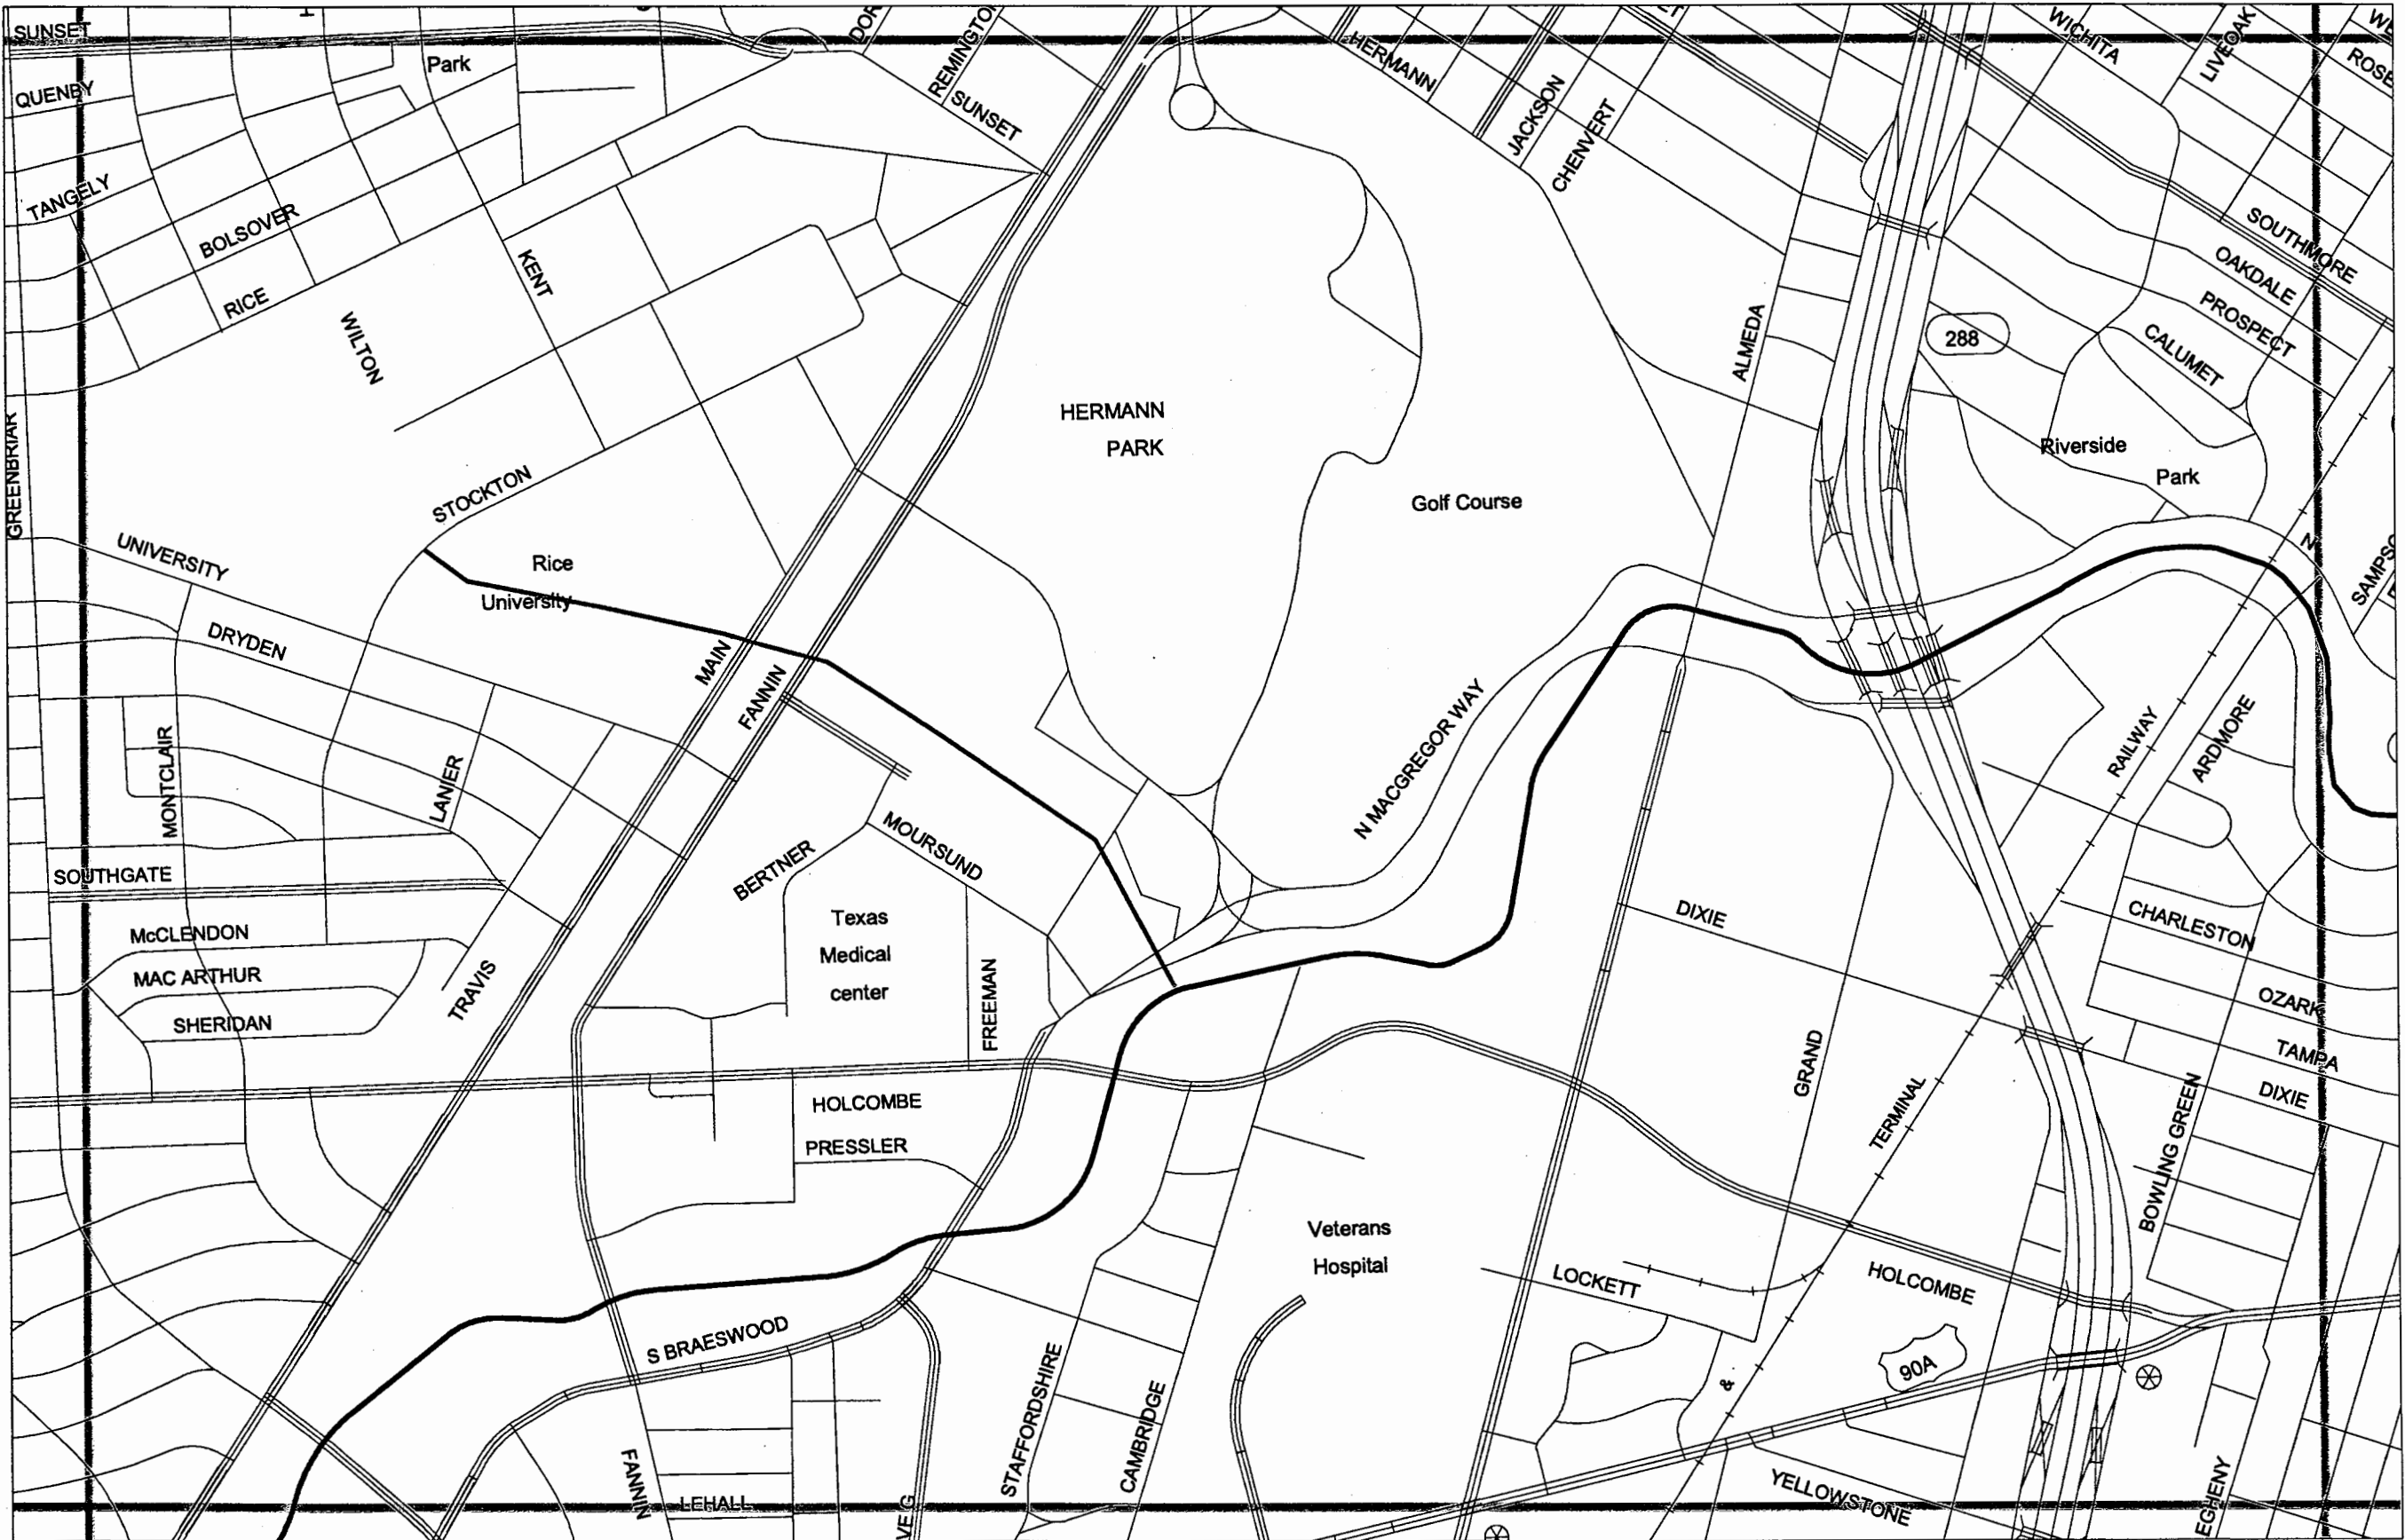 SUNSET
Park
REMINGTON
HERMANN
WICHITA
LIVEOAK
QUENBY
SUNSET
JACKSON
CHENVERT
TANGELY
BOLSOVER
RICE
KENT
WILTON
SOUTHMORE
OAKDALE
PROSPECT
CALUMET
288
ALMEDA
HERMANN
PARK
Riverside
Park
Golf Course
GREENBRIAR
STOCKTON
UNIVERSITY
Rice
University
N
DRYDEN
MAIN
FANNIN
N MACGREGOR WAY
RAILWAY
ARDMORE
MONTCLAIR
LANIER
MOURSUND
BERTNER
SOUTHGATE
Texas
Medical
center
DIXIE
CHARLESTON
McCLENDON
MAC ARTHUR
SHERIDAN
TRAVIS
FREEMAN
OZARK
TAMPA
DIXIE
GRAND
TERMINAL
BOWLING GREEN
HOLCOMBE
PRESSLER
Veterans
Hospital
LOCKETT
HOLCOMBE
S BRAESWOOD
90A
&
STAFFORDSHIRE
CAMBRIDGE
FANNIN
LEHALL
YELLOWSTONE
EGHENY